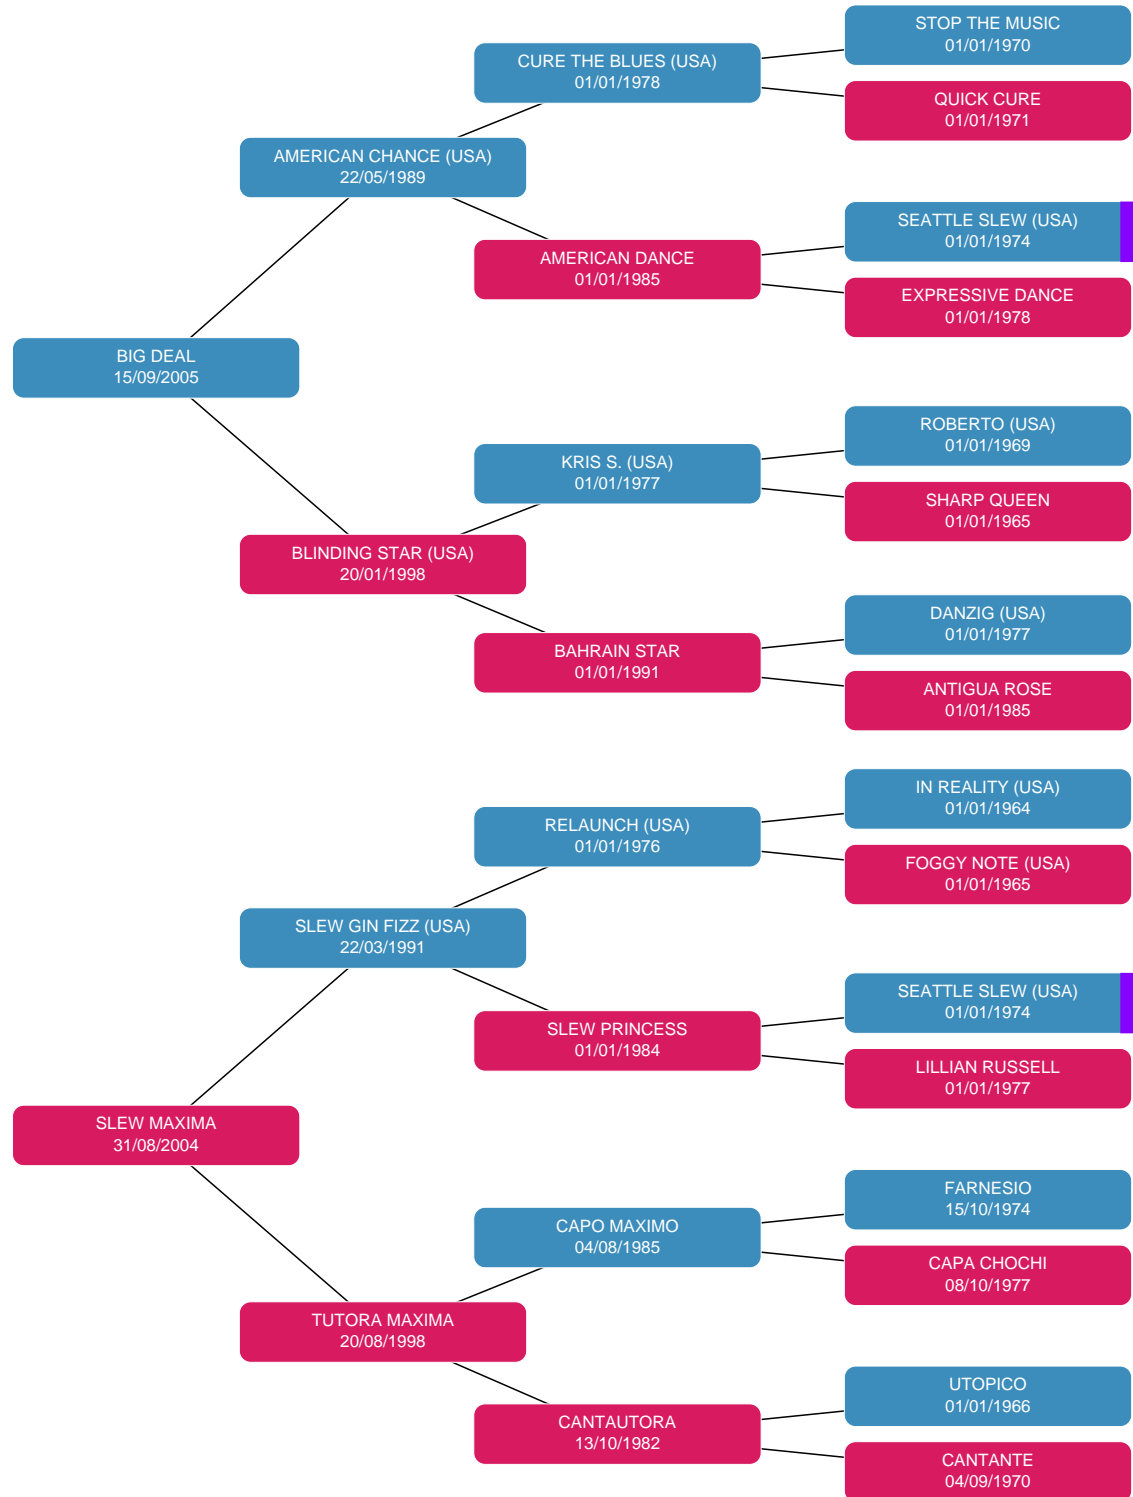 STOP THE MUSIC
01/01/1970
CURE THE BLUES (USA)
01/01/1978
QUICK CURE
01/01/1971
AMERICAN CHANCE (USA)
22/05/1989
SEATTLE SLEW (USA)
01/01/1974
AMERICAN DANCE
01/01/1985
EXPRESSIVE DANCE
01/01/1978
BIG DEAL
15/09/2005
ROBERTO (USA)
01/01/1969
KRIS S. (USA)
01/01/1977
SHARP QUEEN
01/01/1965
BLINDING STAR (USA)
20/01/1998
DANZIG (USA)
01/01/1977
BAHRAIN STAR
01/01/1991
ANTIGUA ROSE
01/01/1985
IN REALITY (USA)
01/01/1964
RELAUNCH (USA)
01/01/1976
FOGGY NOTE (USA)
01/01/1965
SLEW GIN FIZZ (USA)
22/03/1991
SEATTLE SLEW (USA)
01/01/1974
SLEW PRINCESS
01/01/1984
LILLIAN RUSSELL
01/01/1977
SLEW MAXIMA
31/08/2004
FARNESIO
15/10/1974
CAPO MAXIMO
04/08/1985
CAPA CHOCHI
08/10/1977
TUTORA MAXIMA
20/08/1998
UTOPICO
01/01/1966
CANTAUTORA
13/10/1982
CANTANTE
04/09/1970